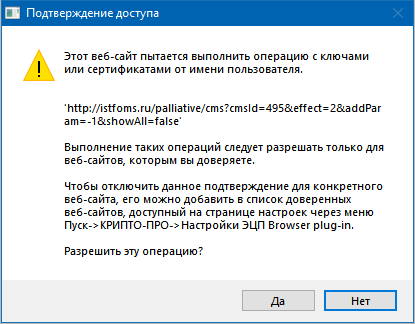 Подтверждение доступа
Этот веб-сайт пытается выполнить операцию с ключами
или сертификатами от имени пользователя.
'http://istfoms.ru/palliative/cms?cmsId=495&effect=2&addPar
am=-1&showAll=false'
Выполнение таких операций следует разрешать только для
веб-сайтов, которым вы доверяете.
Чтобы отключить данное подтверждение для конкретного
веб-сайта, его можно добавить в список доверенных
веб-сайтов, доступный на странице настроек через меню
Пуск->КРИПТО-ПРО->Настройки ЭЦП Browser plug-in.
Разрешить эту операцию?
Да
Нет